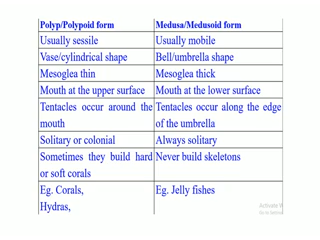 Polyp/Polypoid form Medusa/Medusoid form
Usually sessile Usually mobile
Vase/cylindrical shape Bell/umbrella shape
Mesoglea thin Mesoglea thick
Mouth at the upper surface Mouth at the lower surface
Tentacles occur around the Tentacles occur along the edge
mouth of the umbrella
Solitary or colonial Always solitary
Sometimes they build hard Never build skeletons
or soft corals
Eg. Corals, Eg. Jelly fishes
Hydras,
Activate W